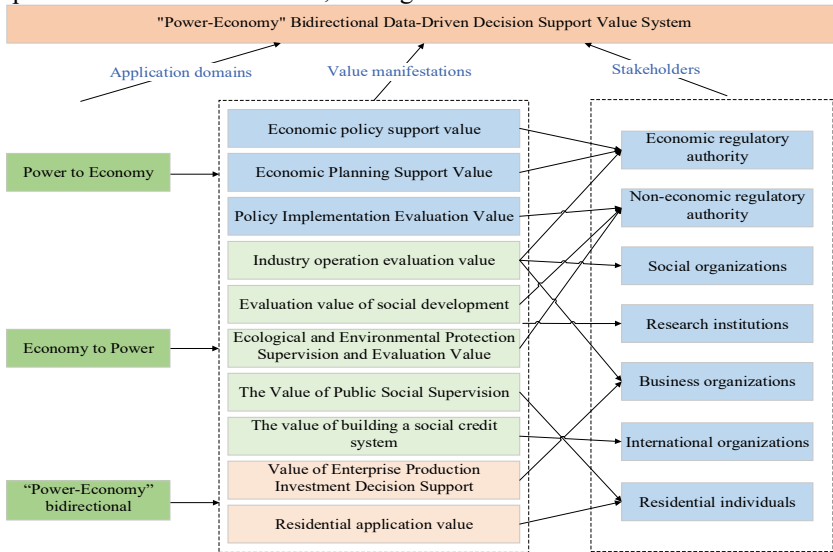 "Power-Economy" Bidirectional Data-Driven Decision Support Value System
Application domains
Value manifestations
Stakeholders
Power to Economy
Economy to Power
“Power-Economy”
bidirectional
Economic policy support value
Economic Planning Support Value
Policy Implementation Evaluation Value
Industry operation evaluation value
Evaluation value of social development
Ecological and Environmental Protection
Supervision and Evaluation Value
The Value of Public Social Supervision
The value of building a social credit
system
Value of Enterprise Production
Investment Decision Support
Residential application value
Economic regulatory
authority
Non-economic regulatory
authority
Social organizations
Research institutions
Business organizations
International organizations
Residential individuals